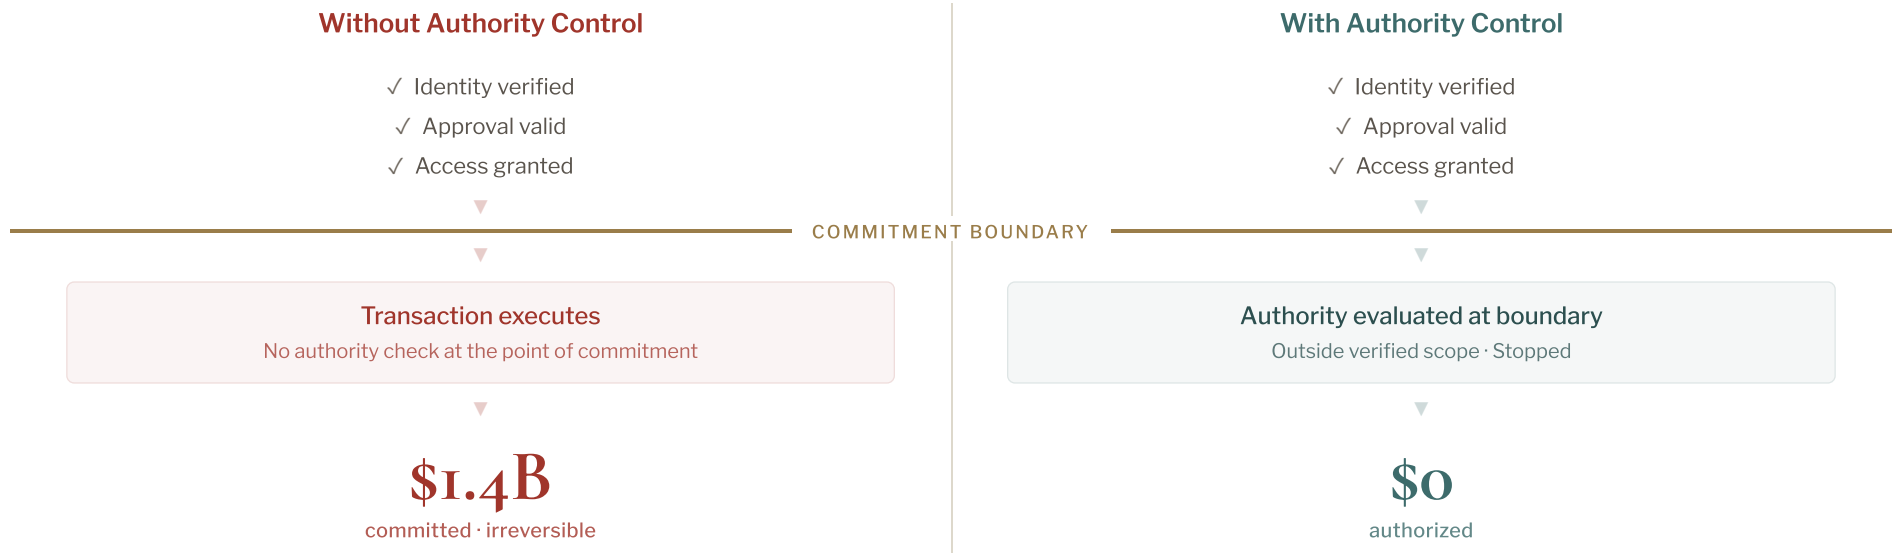 Without Authority Control
✓ Identity verified
✓ Approval valid
✓ Access granted
With Authority Control
✓ Identity verified
✓ Approval valid
✓ Access granted
COMMITMENT BOUNDARY
Transaction executes
No authority check at the point of commitment
$1.4B
committed · irreversible
Authority evaluated at boundary
Outside verified scope · Stopped
$0
authorized